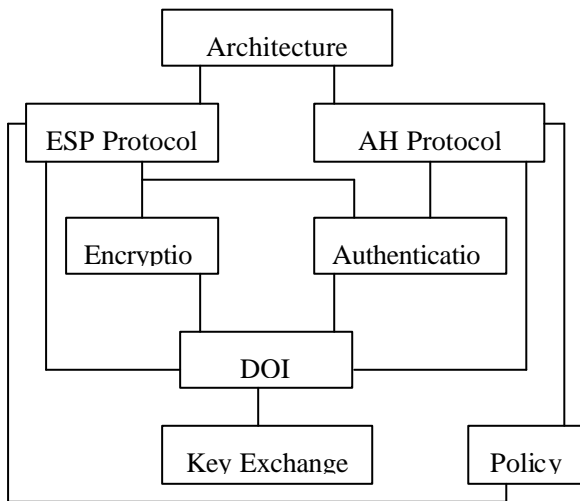 Architecture
ESP Protocol
AH Protocol
Encryptio
Authenticatio
DOI
Key Exchange
Policy